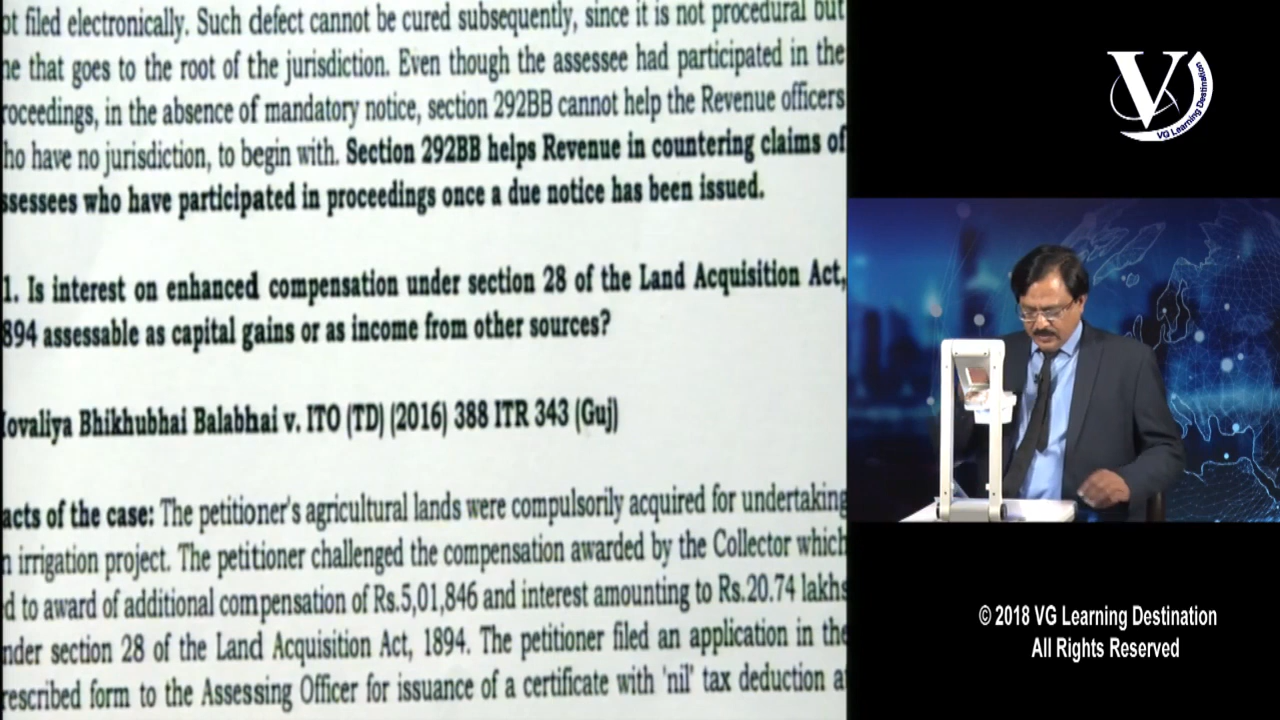 ot filed electronically. Such defect cannot be cured subsequently, since it is not procedural but
ne that goes to the root of the jurisdiction. Even though the assessee had participated in the
roceedings, in the absence of mandatory notice, section 292BB cannot help the Revenue officers
ho have no jurisdiction, to begin with. Section 292BB helps Revenue in countering claims of
ssessees who have participated in proceedings once a due notice has been issued.
1. Is interest on enhanced compensation under section 28 of the Land Acquisition Act,
894 assessable as capital gains or as income from other sources?
ovaliya Bhikhubhai Balabhai v. ITO (TD) (2016) 388 ITR 343 (Guj)
acts of the case: The petitioner's agricultural lands were compulsorily acquired for undertaking
n irrigation project. The petitioner challenged the compensation awarded by the Collector which
d to award of additional compensation of Rs.5,01,846 and interest amounting to Rs.20.74 lakhs
nder section 28 of the Land Acquisition Act, 1894. The petitioner filed an application in the
rescribed form to the Assessing Officer for issuance of a certificate with 'nil' tax deduction a
V
VG Learning Destination
© 2018 VG Learning Destination
All Rights Reserved